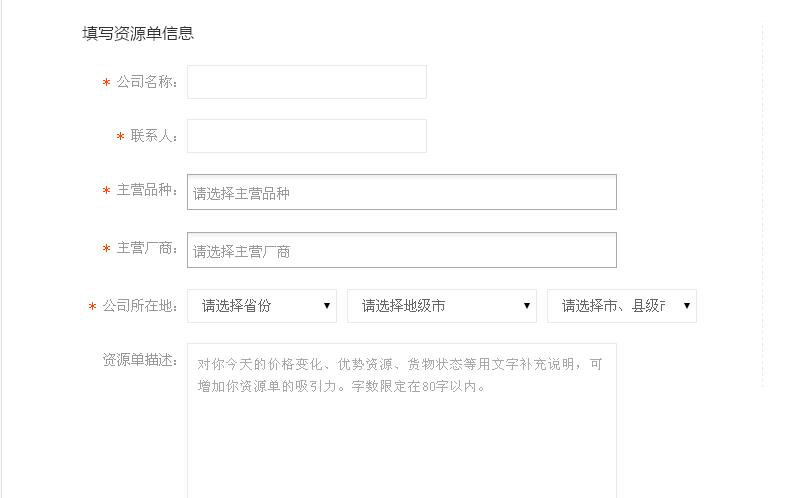 填写资源单信息
* 公司名称：
* 联系人：
* 主营品种： 请选择主营品种
* 主营厂商： 请选择主营厂商
* 公司所在地： 请选择省份 请选择地级市 请选择市、县级
资源单描述： 对你今天的价格变化、优势资源、货物状态等用文字补充说明，可
增加你资源单的吸引力。字数限定在80字以内。